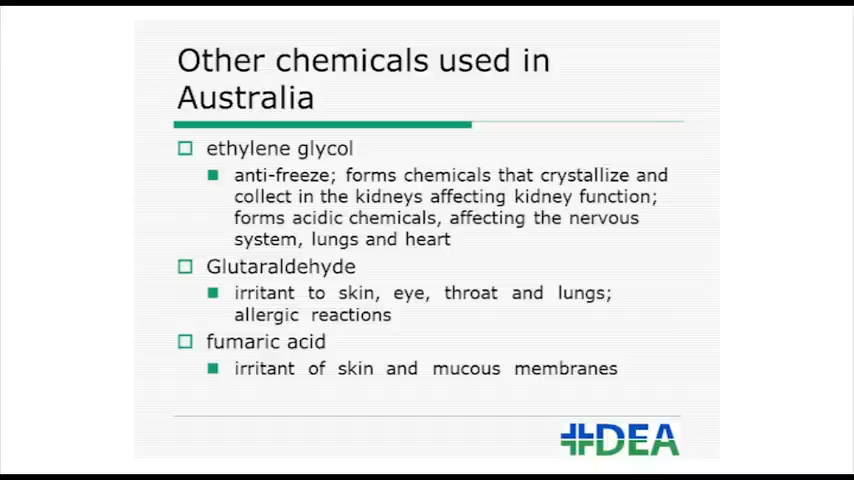 Other chemicals used in
Australia
ethylene glycol
anti-freeze; forms chemicals that crystallize and
collect in the kidneys affecting kidney function;
forms acidic chemicals, affecting the nervous
system, lungs and heart
Glutaraldehyde
irritant to skin, eye, throat and lungs;
allergic reactions
fumaric acid
irritant of skin and mucous membranes
DEA